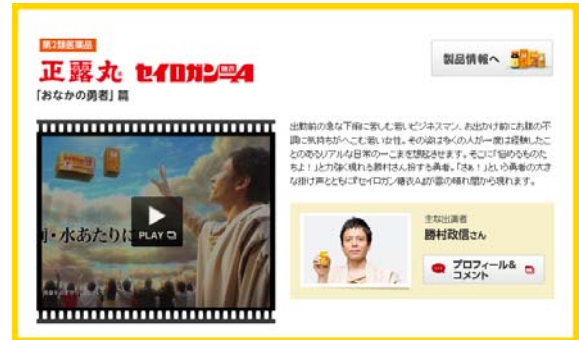 第2類医薬品
正露丸 セイロガン糖衣A
「おなかの勇者」篇
製品情報へ
出勤前の急な下痢に苦しむ若いビジネスマン、お出かけ前にお腹の不
調に気持ちがへこむ若い女性。その姿は多くの人が一度は経験したこ
とのあるリアルな日常の一こまを想起させます。そこに「悩めるものた
ちよ!」と力強く現れる勝村さん扮する勇者。「さぁ!」という勇者の大き
な掛け声とともに『セイロガン糖衣A』が雲の晴れ間から現れます。
・水あたりに
PLAY
主な出演者
勝村政信さん
プロフィール&
コメント